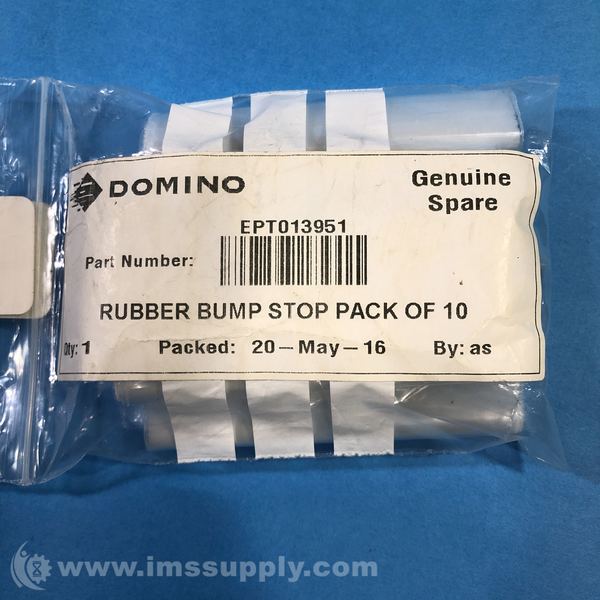 DOMINO
Genuine
Spare
EPT013951
Part Number:
RUBBER BUMP STOP PACK OF 10
Qty: 1 Packed: 20-May-16 By: as
www.imssupply.com